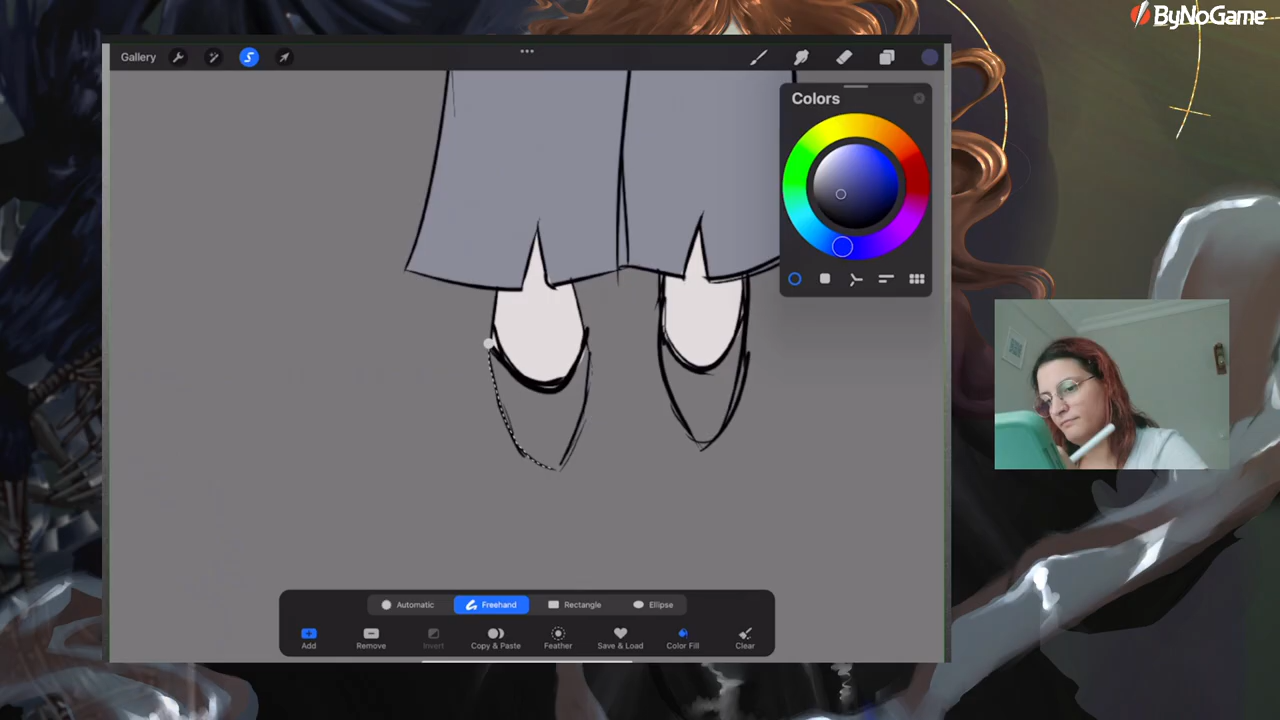 ByNoGame
Gallery
Colors
Automatic
Freehand
Rectangle
Ellipse
Add
Remove
Invert
Copy & Paste
Feather
Save & Load
Color Fill
Clear